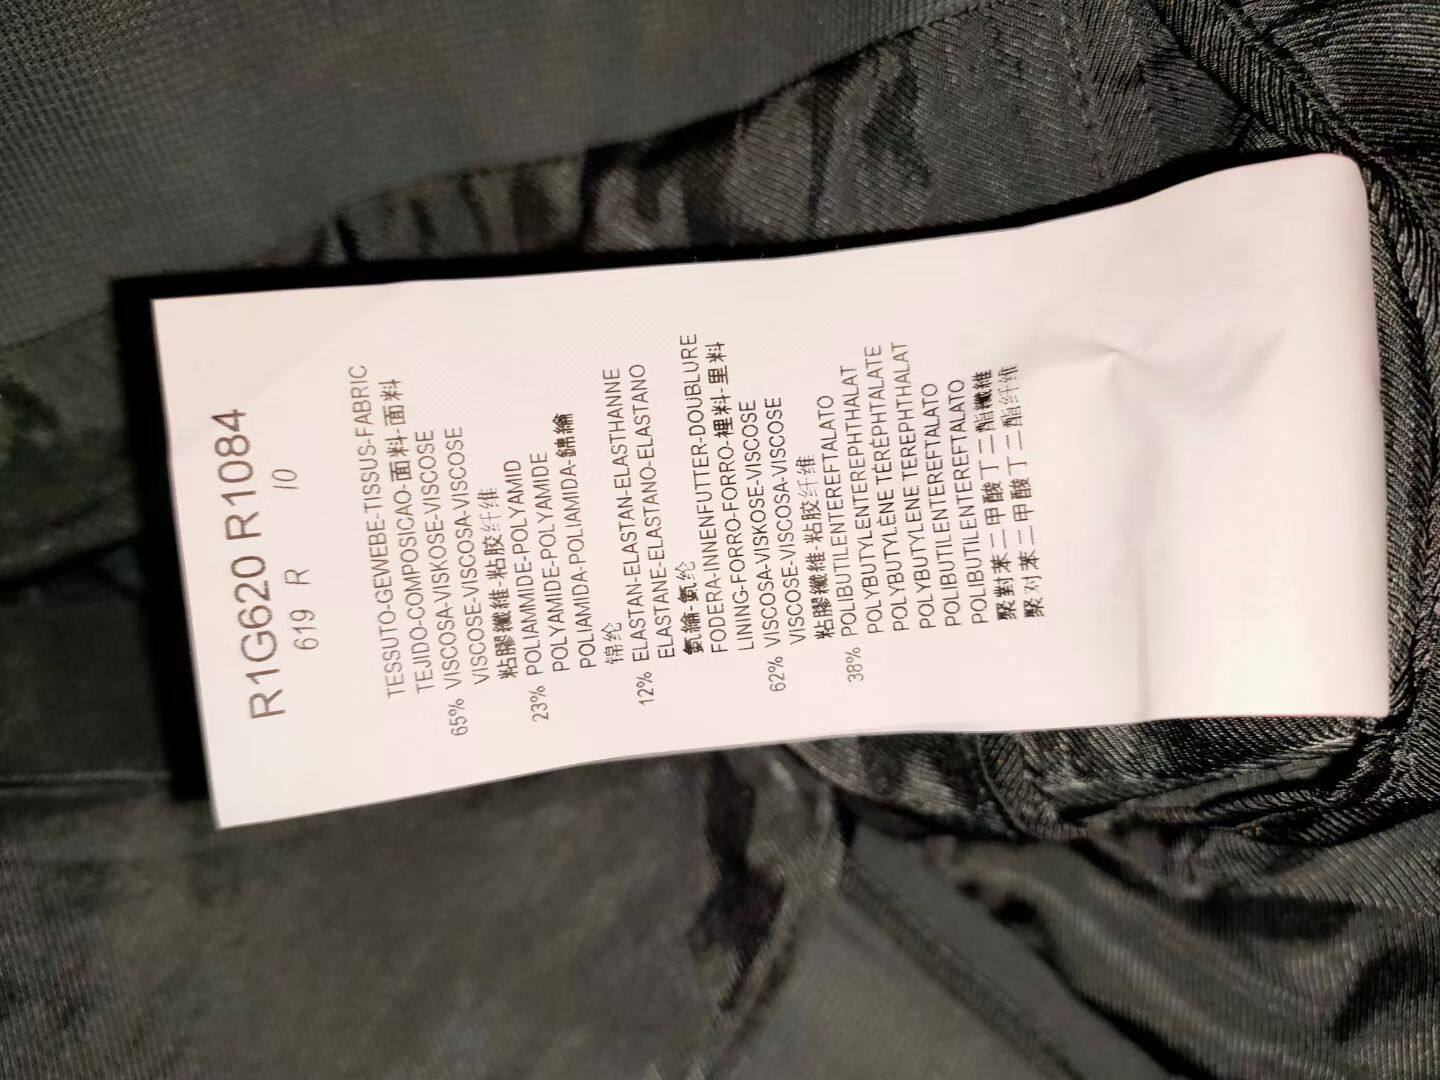 R1G620 R1084
619 R 10
TESSUTO-GEWEBE-TISSUS-FABRIC
TEJIDO-COMPOSICAO-面料-面料
65% VISCOSA-VISKOSE-VISCOSE
VISCOSE-VISCOSA-VISCOSE
粘膠纖維-粘胶纤维
23% POLIAMMIDE-POLYAMID
POLYAMIDE-POLYAMIDE
POLIAMIDA-POLIAMIDA-錦綸
锦纶
12% ELASTAN-ELASTAN-ELASTHANNE
ELASTANE-ELASTANO-ELASTANO
氨綸-氨纶
FODERA-INNENFUTTER-DOUBLURE
LINING-FORRO-FORRO-裡料-里料
62% VISCOSA-VISKOSE-VISCOSE
VISCOSE-VISCOSA-VISCOSE
粘膠纖維-粘胶纤维
38% POLIBUTILENTEREFTALATO
POLYBUTYLENTEREPHTHALAT
POLYBUTYLÈNE TÉRÉPHTALATE
POLYBUTYLENE TEREPHTHALAT
POLIBUTILENTEREFTALATO
POLIBUTILENTEREFTALATO
聚對苯二甲酸丁二酯纖維
聚对苯二甲酸丁二酯纤维